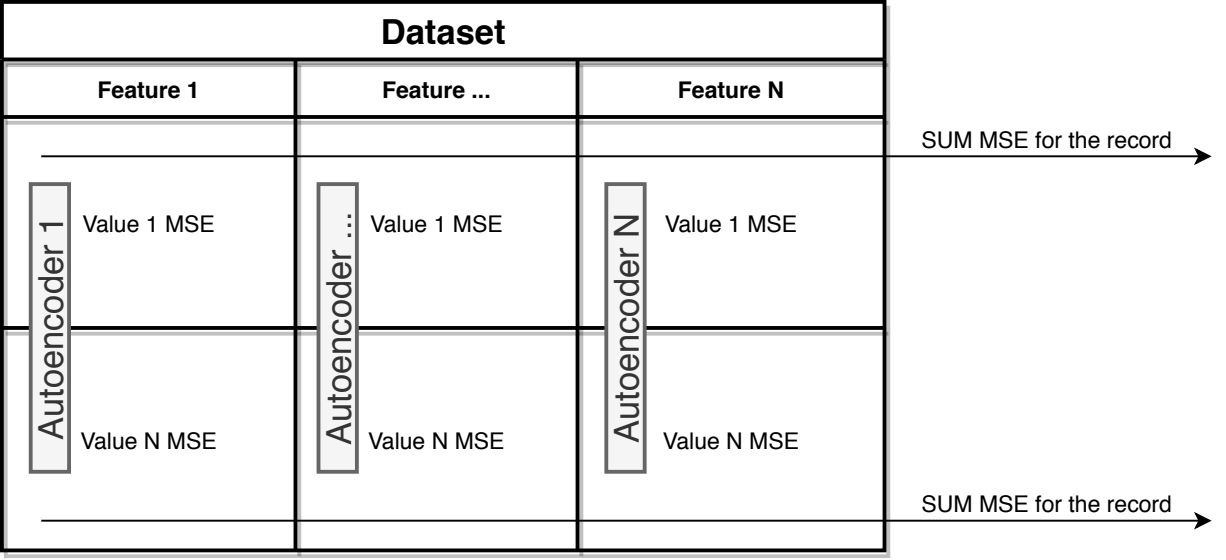 Dataset
Feature 1
Feature ...
Feature N
SUM MSE for the record
Autoencoder 1
Value 1 MSE
Autoencoder ...
Value 1 MSE
Autoencoder N
Value 1 MSE
Value N MSE
Value N MSE
Value N MSE
SUM MSE for the record